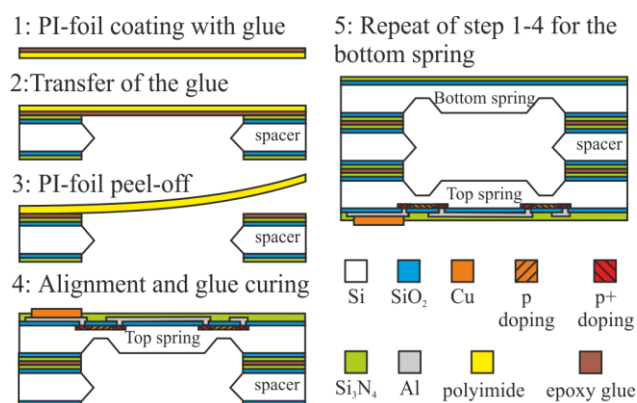 1: PI-foil coating with glue
2:Transfer of the glue
spacer
3: PI-foil peel-off
spacer
4: Alignment and glue curing
Top spring
spacer
5: Repeat of step 1-4 for the
bottom spring
Bottom spring
spacer
Top spring
Si SiO₂ Cu p doping p+ doping
Si₃N₄ Al polyimide epoxy glue